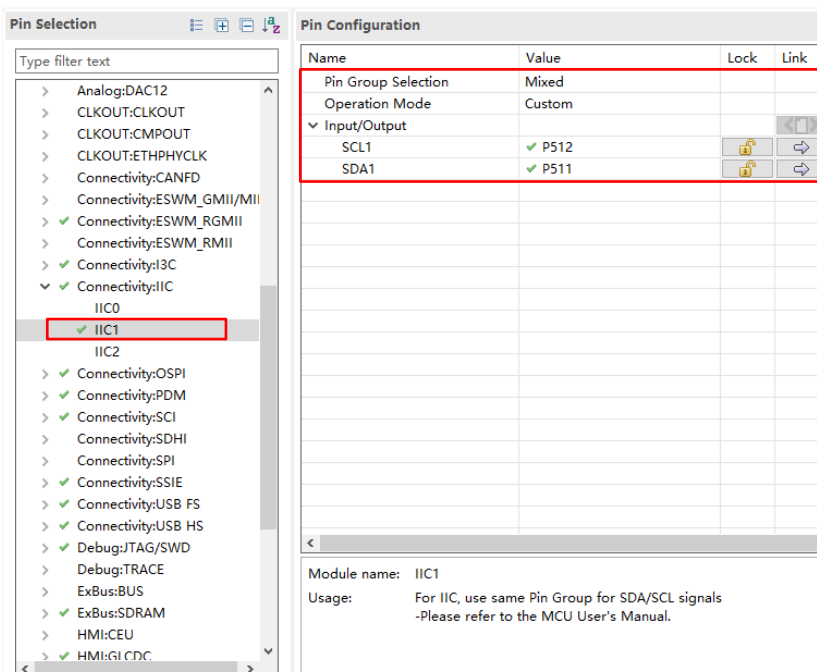 Pin Selection
Type filter text
Analog:DAC12
CLKOUT:CLKOUT
CLKOUT:CMPOUT
CLKOUT:ETHPHYCLK
Connectivity:CANFD
Connectivity:ESWM_GMII/MII
Connectivity:ESWM_RGMII
Connectivity:ESWM_RMII
Connectivity:I3C
Connectivity:IIC
IIC0
IIC1
IIC2
Connectivity:OSPI
Connectivity:PDM
Connectivity:SCI
Connectivity:SDHI
Connectivity:SPI
Connectivity:SSIE
Connectivity:USB FS
Connectivity:USB HS
Debug:JTAG/SWD
Debug:TRACE
ExBus:BUS
ExBus:SDRAM
HMI:CEU
HMI:GLCDC
Pin Configuration
Name Value Lock Link
Pin Group Selection Mixed
Operation Mode Custom
Input/Output
SCL1 P512
SDA1 P511
Module name: IIC1
Usage: For IIC, use same Pin Group for SDA/SCL signals
-Please refer to the MCU User's Manual.